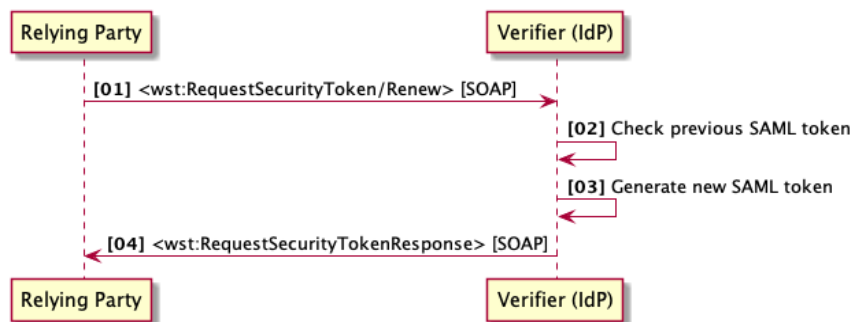 Relying Party
Verifier (IdP)
[01] <wst:RequestSecurityToken/Renew> [SOAP]
[02] Check previous SAML token
[03] Generate new SAML token
[04] <wst:RequestSecurityTokenResponse> [SOAP]
Relying Party
Verifier (IdP)